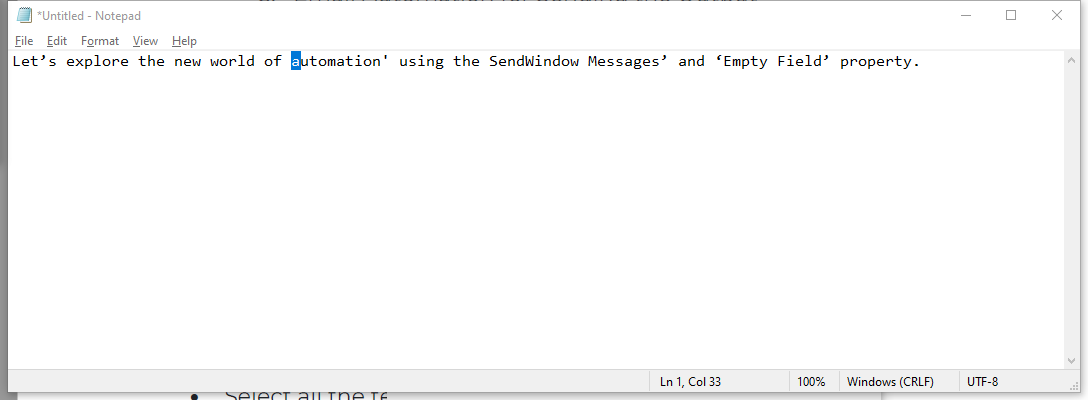 *Untitled - Notepad
File Edit Format View Help
Let’s explore the new world of automation' using the SendWindow Messages’ and ‘Empty Field’ property.
Ln 1, Col 33 100% Windows (CRLF) UTF-8
• Select all the te